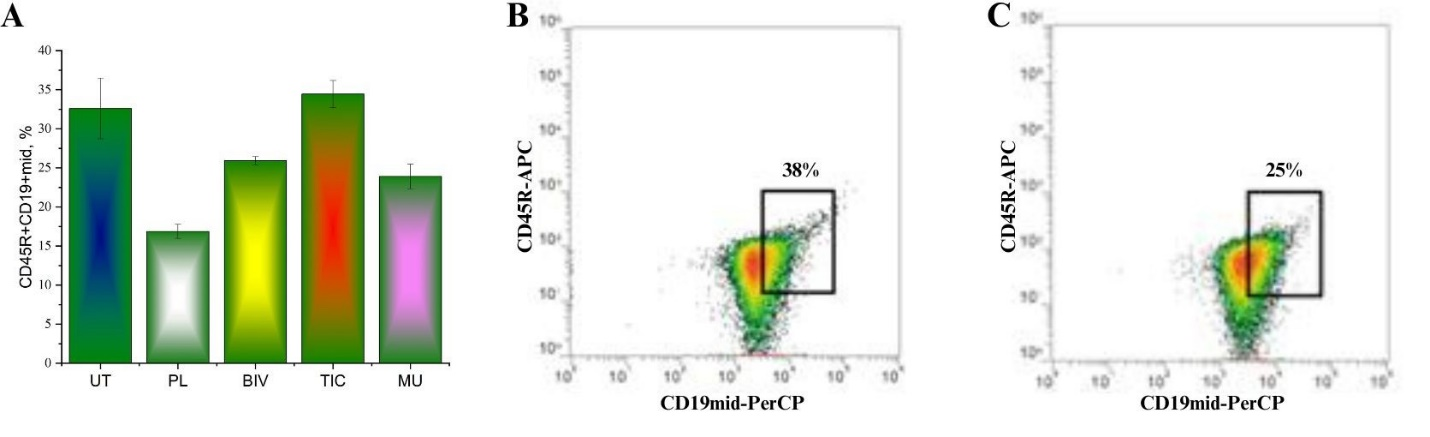 A
CD45R+CD19+mid, %
40
35
30
25
20
15
10
5
0
UT PL BIV TIC MU
B
CD45R-APC
38%
CD19mid-PerCP
C
CD45R-APC
25%
CD19mid-PerCP